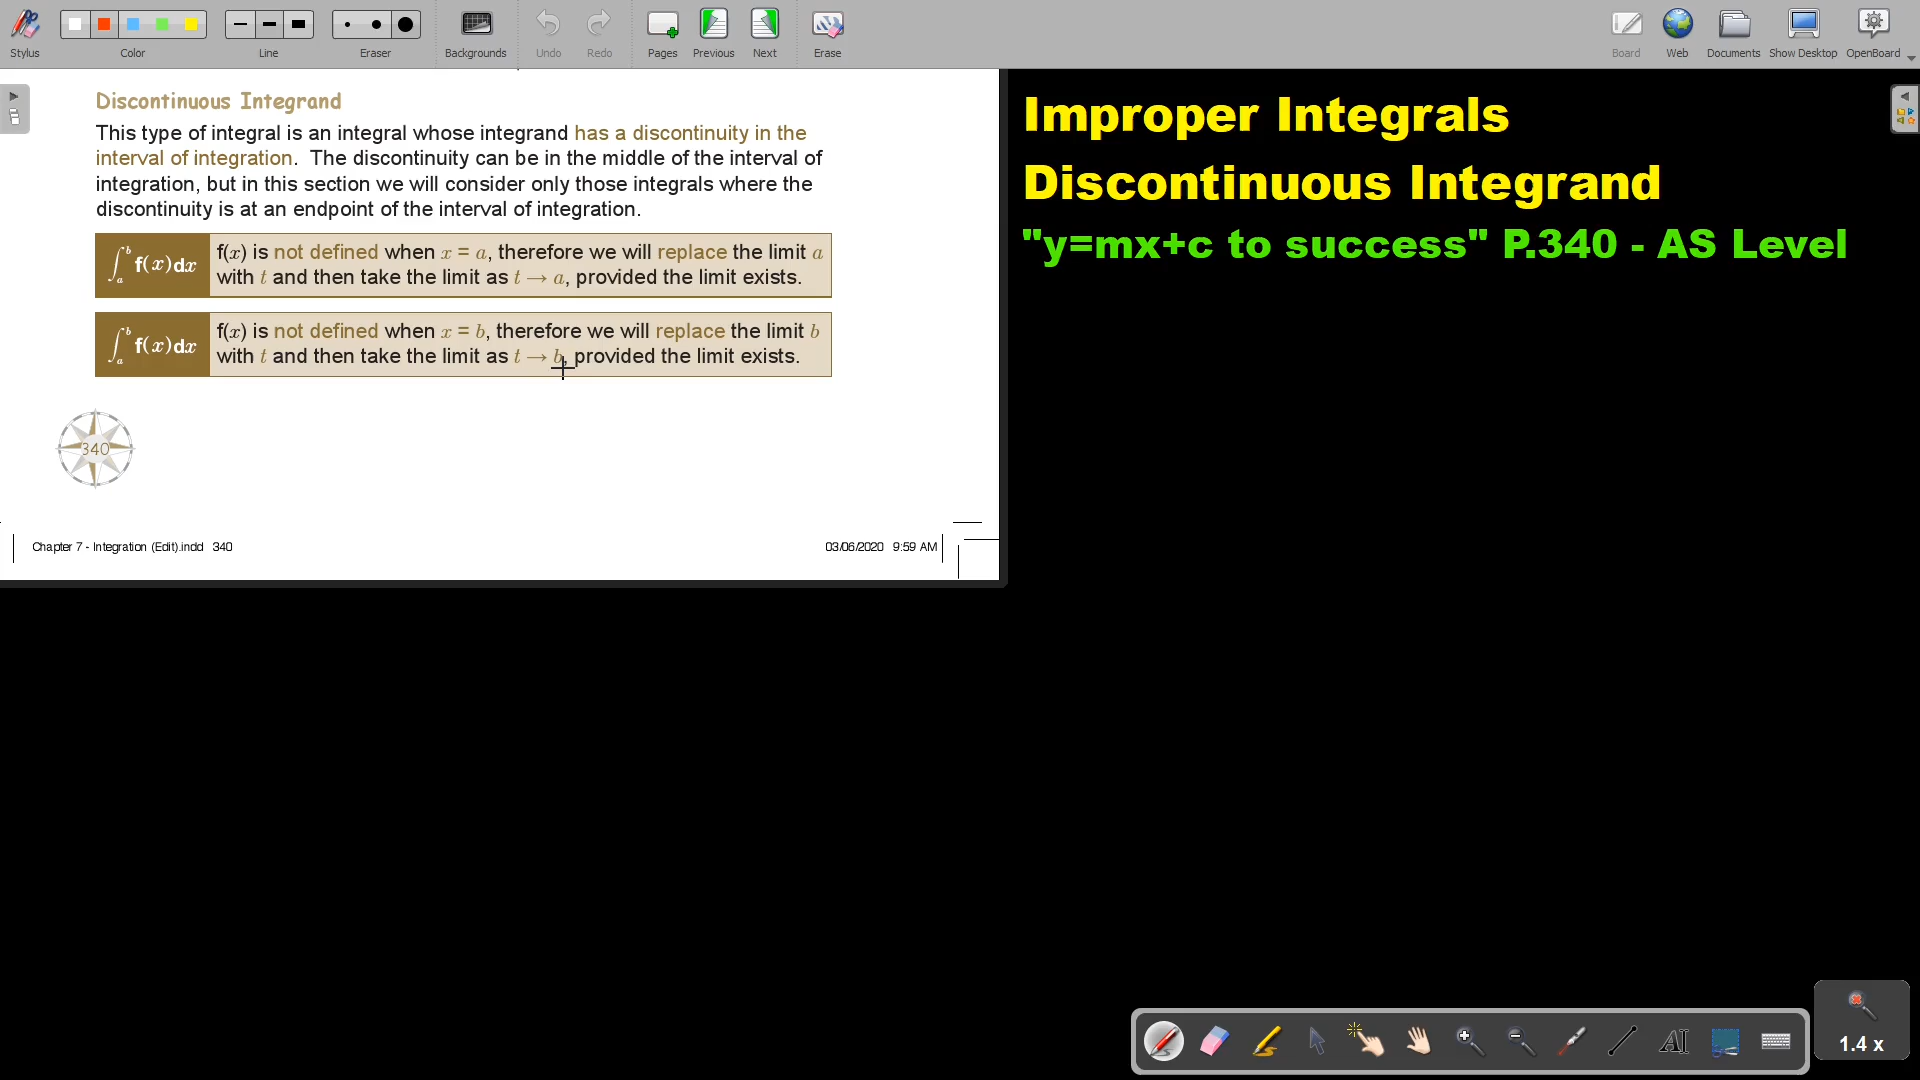 Stylus
Color
Line
Eraser
Backgrounds
Undo
Redo
Pages
Previous
Next
Erase
Board
Web
Documents
Show Desktop
OpenBoard
Discontinuous Integrand
This type of integral is an integral whose integrand has a discontinuity in the
interval of integration. The discontinuity can be in the middle of the interval of
integration, but in this section we will consider only those integrals where the
discontinuity is at an endpoint of the interval of integration.
∫_a^b f(x)dx
f(x) is not defined when x = a, therefore we will replace the limit a
with t and then take the limit as t → a, provided the limit exists.
∫_a^b f(x)dx
f(x) is not defined when x = b, therefore we will replace the limit b
with t and then take the limit as t → b, provided the limit exists.
340
Chapter 7 - Integration (Edit).indd 340
03/06/2020 9:59 AM
Improper Integrals
Discontinuous Integrand
"y=mx+c to success" P.340 - AS Level
AI
1.4 x